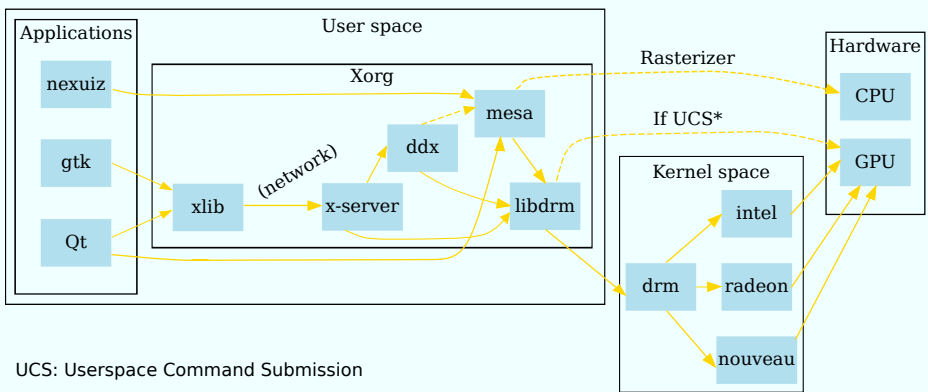 User space
Applications
nexuiz
gtk
Qt
Xorg
xlib
(network)
x-server
ddx
mesa
libdrm
Rasterizer
If UCS*
Kernel space
drm
intel
radeon
nouveau
Hardware
CPU
GPU
UCS: Userspace Command Submission